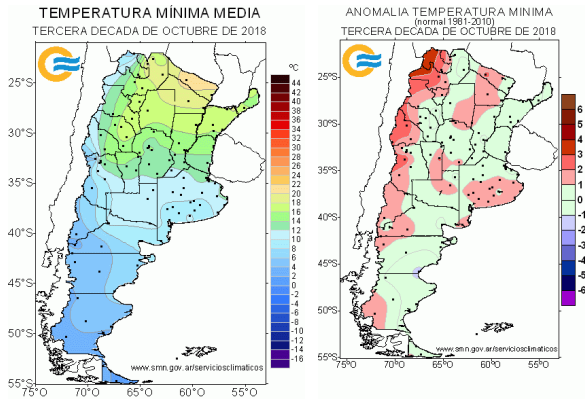 TEMPERATURA MÍNIMA MEDIA
TERCERA DECADA DE OCTUBRE DE 2018
ºC
44
40
36
32
30
28
26
24
22
20
18
16
14
12
10
8
6
4
2
0
-2
-4
-6
-8
-10
-12
-14
-16
25°S
30°S
35°S
40°S
45°S
50°S
55°S
75°O
70°O
65°O
60°O
55°O
www.smn.gov.ar/serviciosclimaticos
ANOMALIA TEMPERATURA MINIMA
(normal 1981-2010)
TERCERA DECADA DE OCTUBRE DE 2018
6
5
4
3
2
1
0
-1
-2
-3
-4
-5
-6
25°S
30°S
35°S
40°S
45°S
50°S
55°S
75°O
70°O
65°O
60°O
55°O
www.smn.gov.ar/serviciosclimaticos